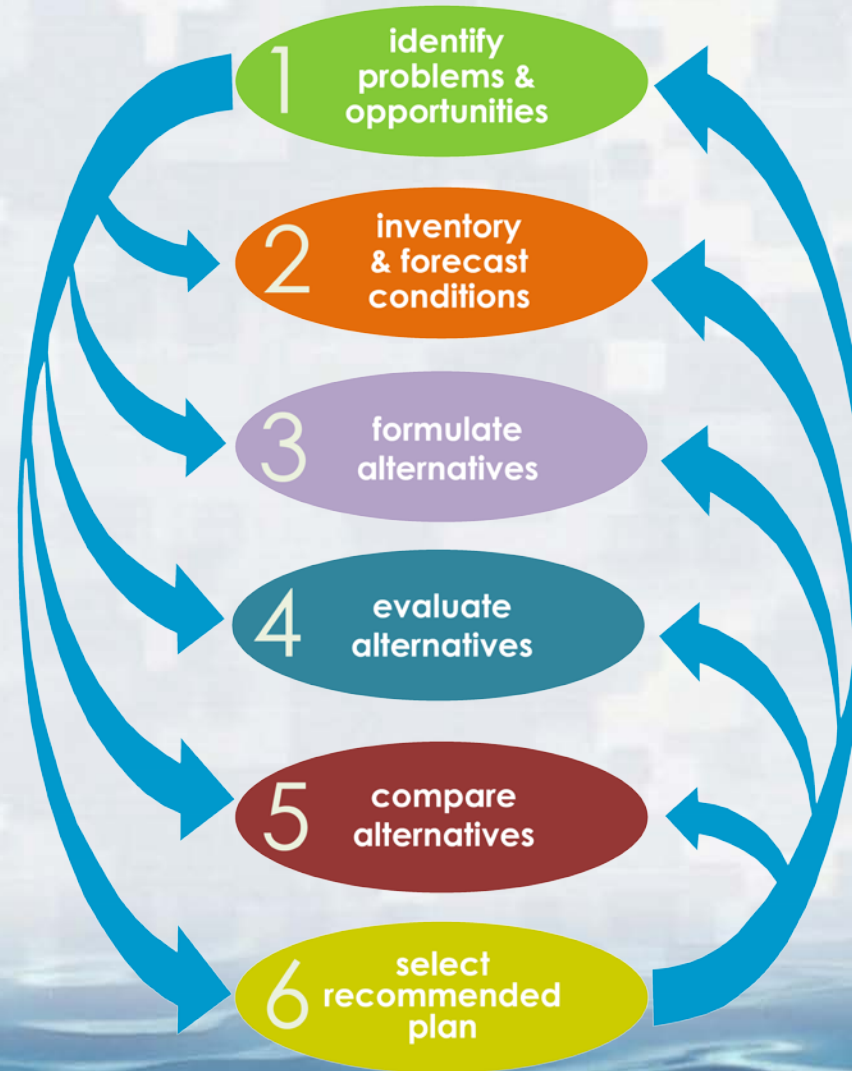 1
identify
problems &
opportunities
2
inventory
& forecast
conditions
3
formulate
alternatives
4
evaluate
alternatives
5
compare
alternatives
6
select
recommended
plan